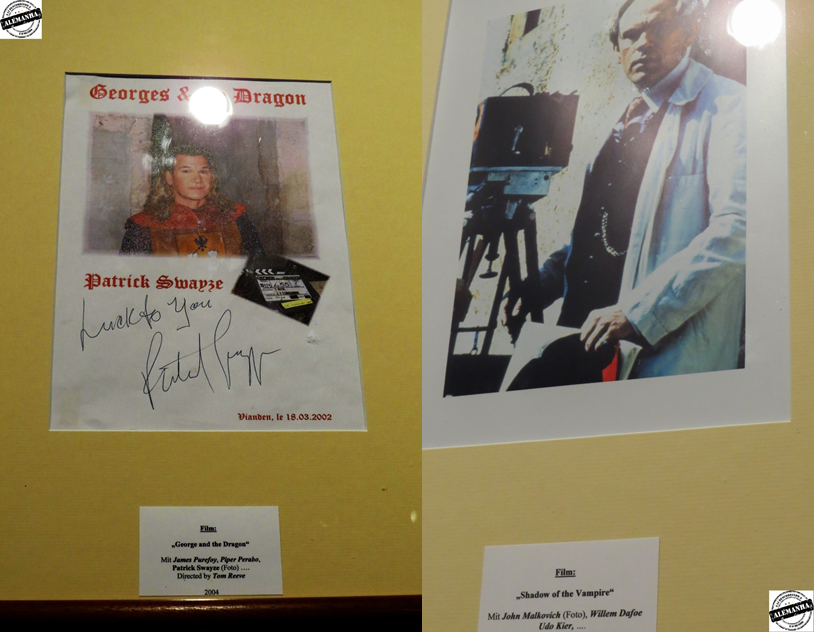 ALEMANHA
Georges & Dragon
Patrick Swayze
Luck to you
Patrick Swayze
Vianden, le 18.03.2002
Film:
„George and the Dragon“
Mit James Purefoy, Piper Perabo,
Patrick Swayze (Foto) ....
Directed by Tom Reeve
2004
Film:
„Shadow of the Vampire“
Mit John Malkovich (Foto), Willem Dafoe
Udo Kier, ....
ALEMANHA